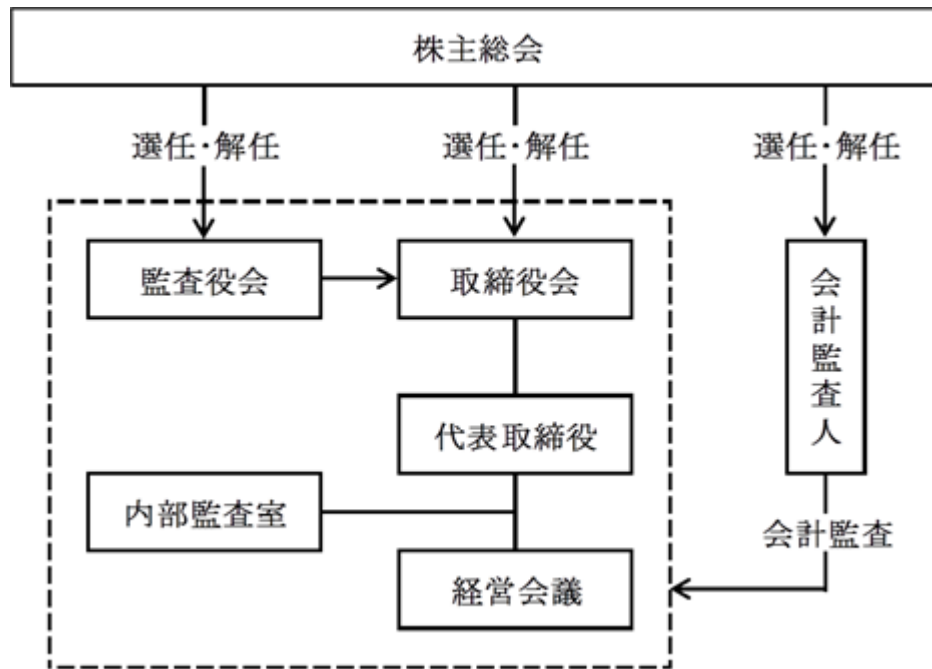 株主総会
選任・解任
選任・解任
選任・解任
監査役会
取締役会
会計監査人
代表取締役
内部監査室
会計監査
経営会議